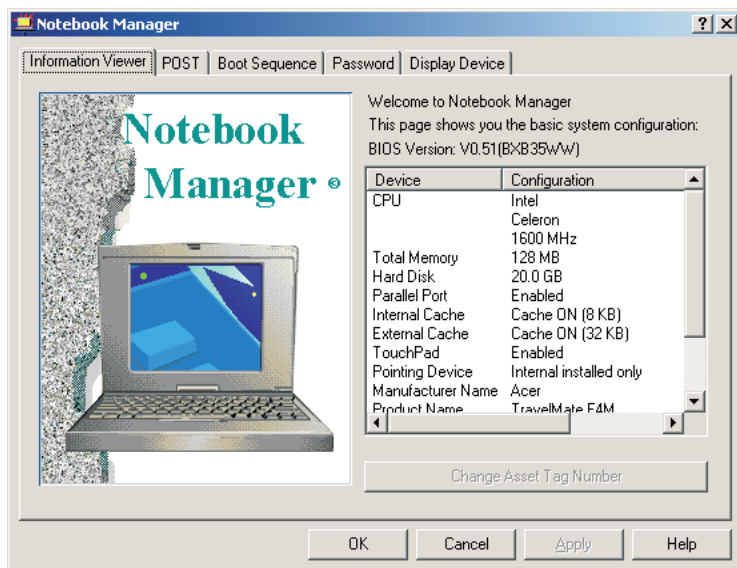 Notebook Manager
Information Viewer POST Boot Sequence Password Display Device
Notebook
Manager ©
Welcome to Notebook Manager
This page shows you the basic system configuration:
BIOS Version: V0.51(BXB35WW)
Device Configuration
CPU Intel
Celeron
1600 MHz
Total Memory 128 MB
Hard Disk 20.0 GB
Parallel Port Enabled
Internal Cache Cache ON (8 KB)
External Cache Cache ON (32 KB)
TouchPad Enabled
Pointing Device Internal installed only
Manufacturer Name Acer
Product Name TravelMate F4M
Change Asset Tag Number
OK Cancel Apply Help